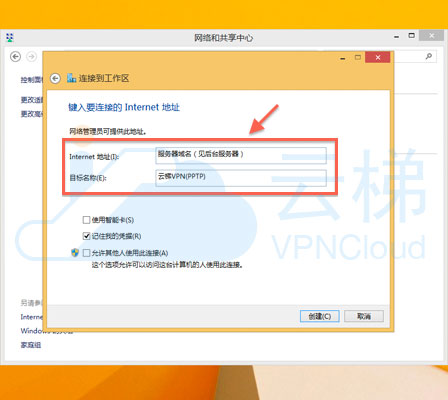 网络和共享中心
控制面
连接到工作区
更改适
更改高
键入要连接的 Internet 地址
网络管理员可提供此地址。
Internet 地址(I):
服务器域名（见后台服务器）
目标名称(E):
云梯VPN(PPTP)
云梯
VPNCloud
使用智能卡(S)
记住我的凭据(R)
允许其他人使用此连接(A)
这个选项允许可以访问这台计算机的人使用此连接。
另请参
Interne
创建(C)
取消
Windows
家庭组